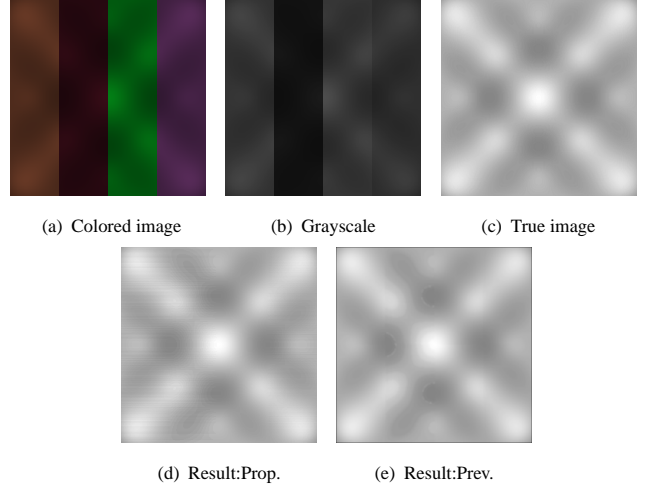 (a) Colored image
(b) Grayscale
(c) True image
(d) Result:Prop.
(e) Result:Prev.